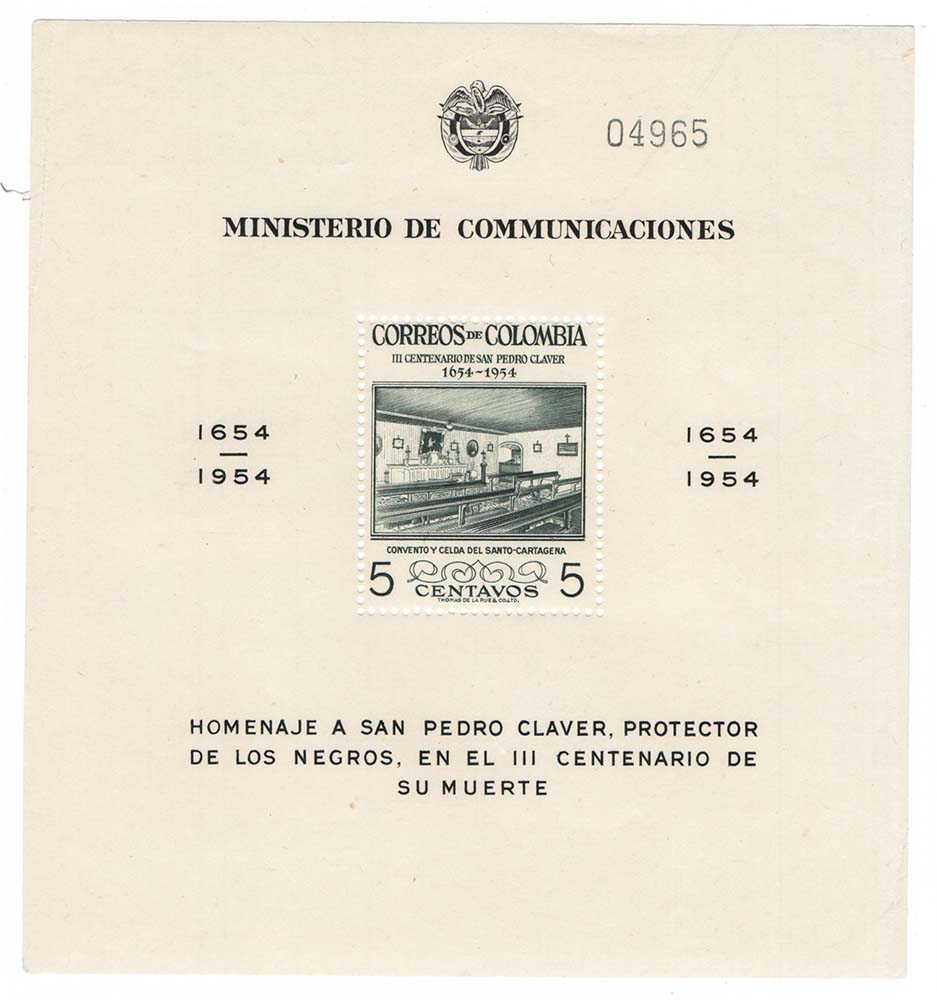 04965
MINISTERIO DE COMMUNICACIONES
CORREOS DE COLOMBIA
III CENTENARIO DE SAN PEDRO CLAVER
1654-1954
1654
1954
1654
1954
CONVENTO Y CELDA DEL SANTO-CARTAGENA
5 CENTAVOS 5
THOMAS DE LA RUE & CO. LTD.
HOMENAJE A SAN PEDRO CLAVER, PROTECTOR
DE LOS NEGROS, EN EL III CENTENARIO DE
SU MUERTE